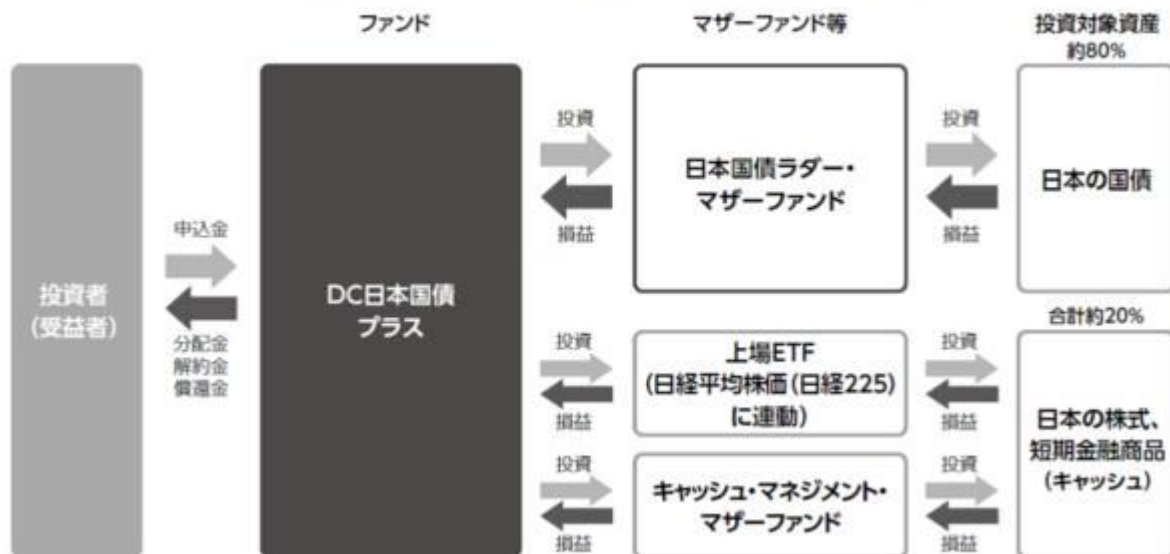 ファンド
マザーファンド等
投資対象資産
約80%
投資者
(受益者)
申込金
分配金
解約金
償還金
DC日本国債
プラス
投資
損益
日本国債ラダー・
マザーファンド
投資
損益
日本の国債
投資
損益
上場ETF
(日経平均株価(日経225)
に連動)
投資
損益
合計約20%
日本の株式、
短期金融商品
(キャッシュ)
投資
損益
キャッシュ・マネジメント・
マザーファンド
投資
損益